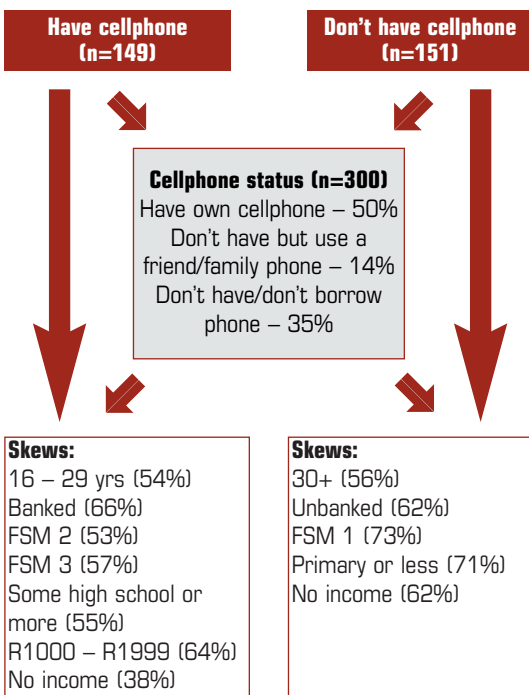 Have cellphone
(n=149)
Don't have cellphone
(n=151)
Cellphone status (n=300)
Have own cellphone – 50%
Don't have but use a
friend/family phone – 14%
Don't have/don't borrow
phone – 35%
Skews:
16 – 29 yrs (54%)
Banked (66%)
FSM 2 (53%)
FSM 3 (57%)
Some high school or
more (55%)
R1000 – R1999 (64%)
No income (38%)
Skews:
30+ (56%)
Unbanked (62%)
FSM 1 (73%)
Primary or less (71%)
No income (62%)